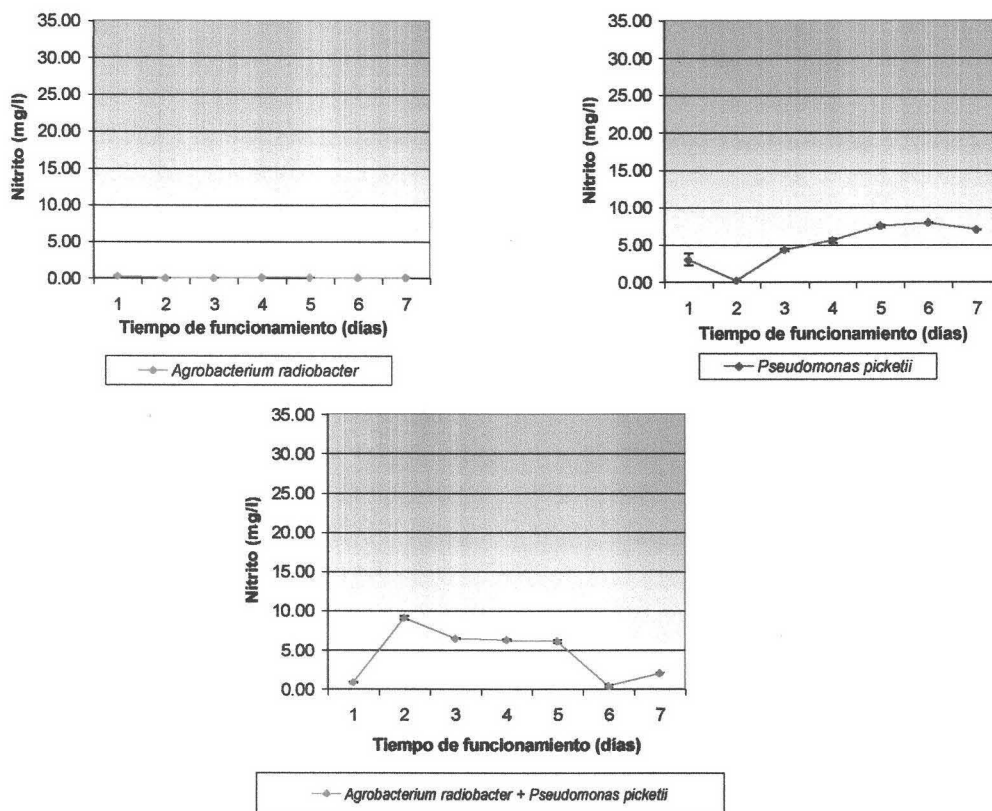 35.00
30.00
25.00
20.00
15.00
10.00
5.00
0.00
Nitrito (mg/l)
1 2 3 4 5 6 7
Tiempo de funcionamiento (días)
Agrobacterium radiobacter
35.00
30.00
25.00
20.00
15.00
10.00
5.00
0.00
Nitrito (mg/l)
1 2 3 4 5 6 7
Tiempo de funcionamiento (días)
Pseudomonas picketii
35.00
30.00
25.00
20.00
15.00
10.00
5.00
0.00
Nitrito (mg/l)
1 2 3 4 5 6 7
Tiempo de funcionamiento (días)
Agrobacterium radiobacter + Pseudomonas picketii